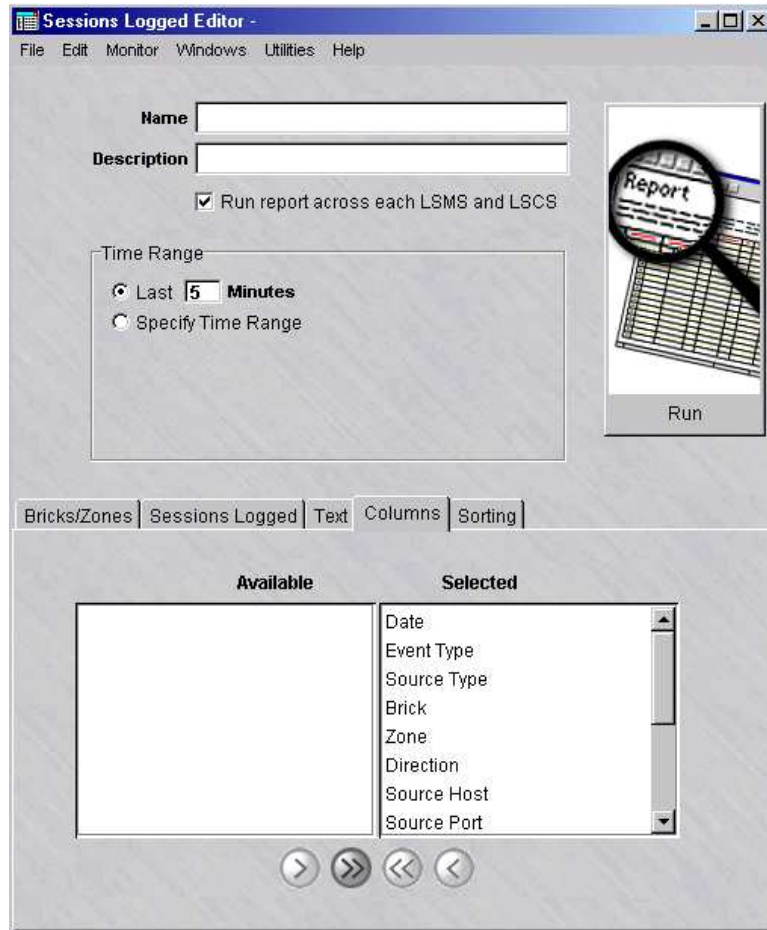 Sessions Logged Editor -
File Edit Monitor Windows Utilities Help
Name
Description
Run report across each LSMS and LSCS
Time Range
Last 5 Minutes
Specify Time Range
Report
Run
Bricks/Zones Sessions Logged Text Columns Sorting
Available Selected
Date
Event Type
Source Type
Brick
Zone
Direction
Source Host
Source Port